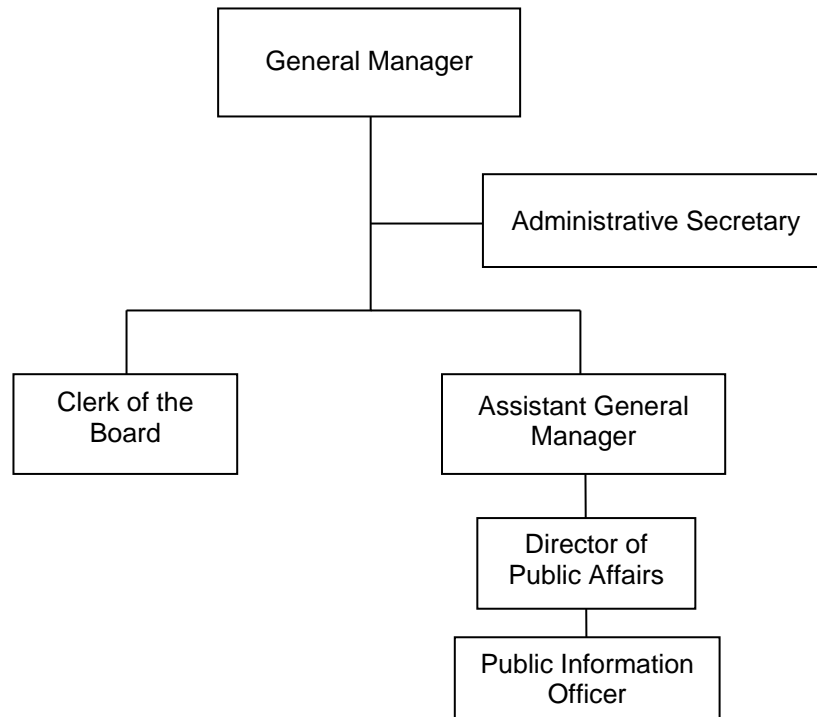 General Manager
Administrative Secretary
Clerk of the
Board
Assistant General
Manager
Director of
Public Affairs
Public Information
Officer